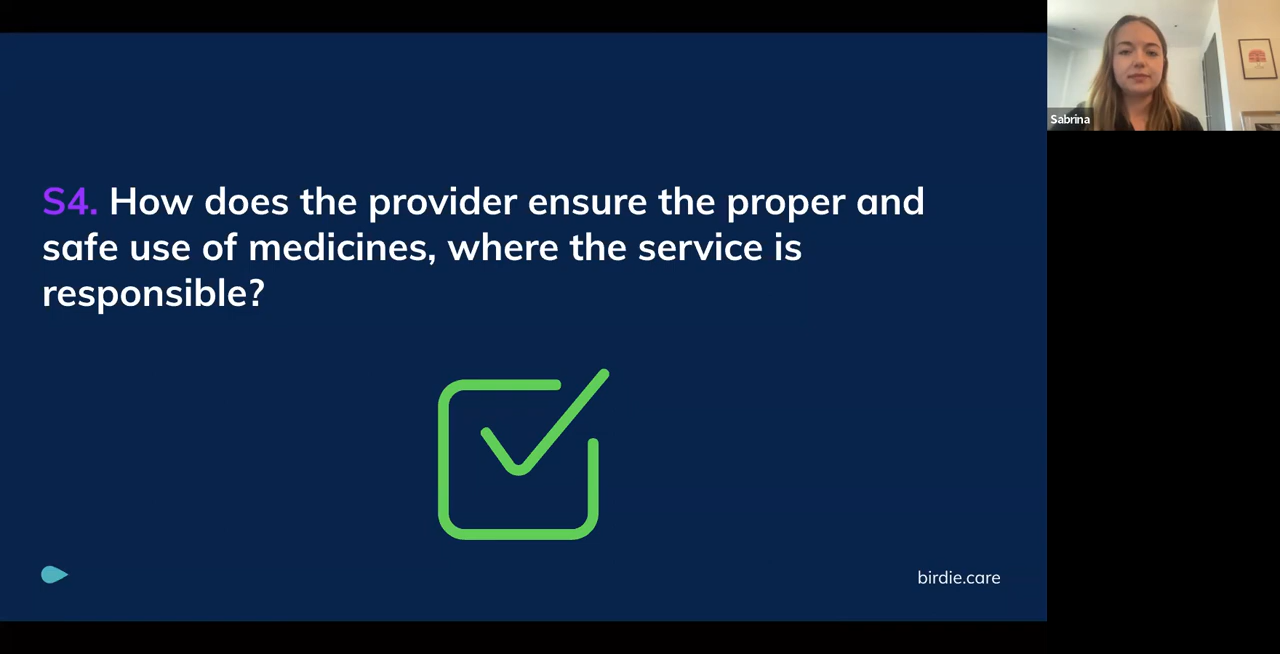 S4. How does the provider ensure the proper and
safe use of medicines, where the service is
responsible?
birdie.care
Sabrina